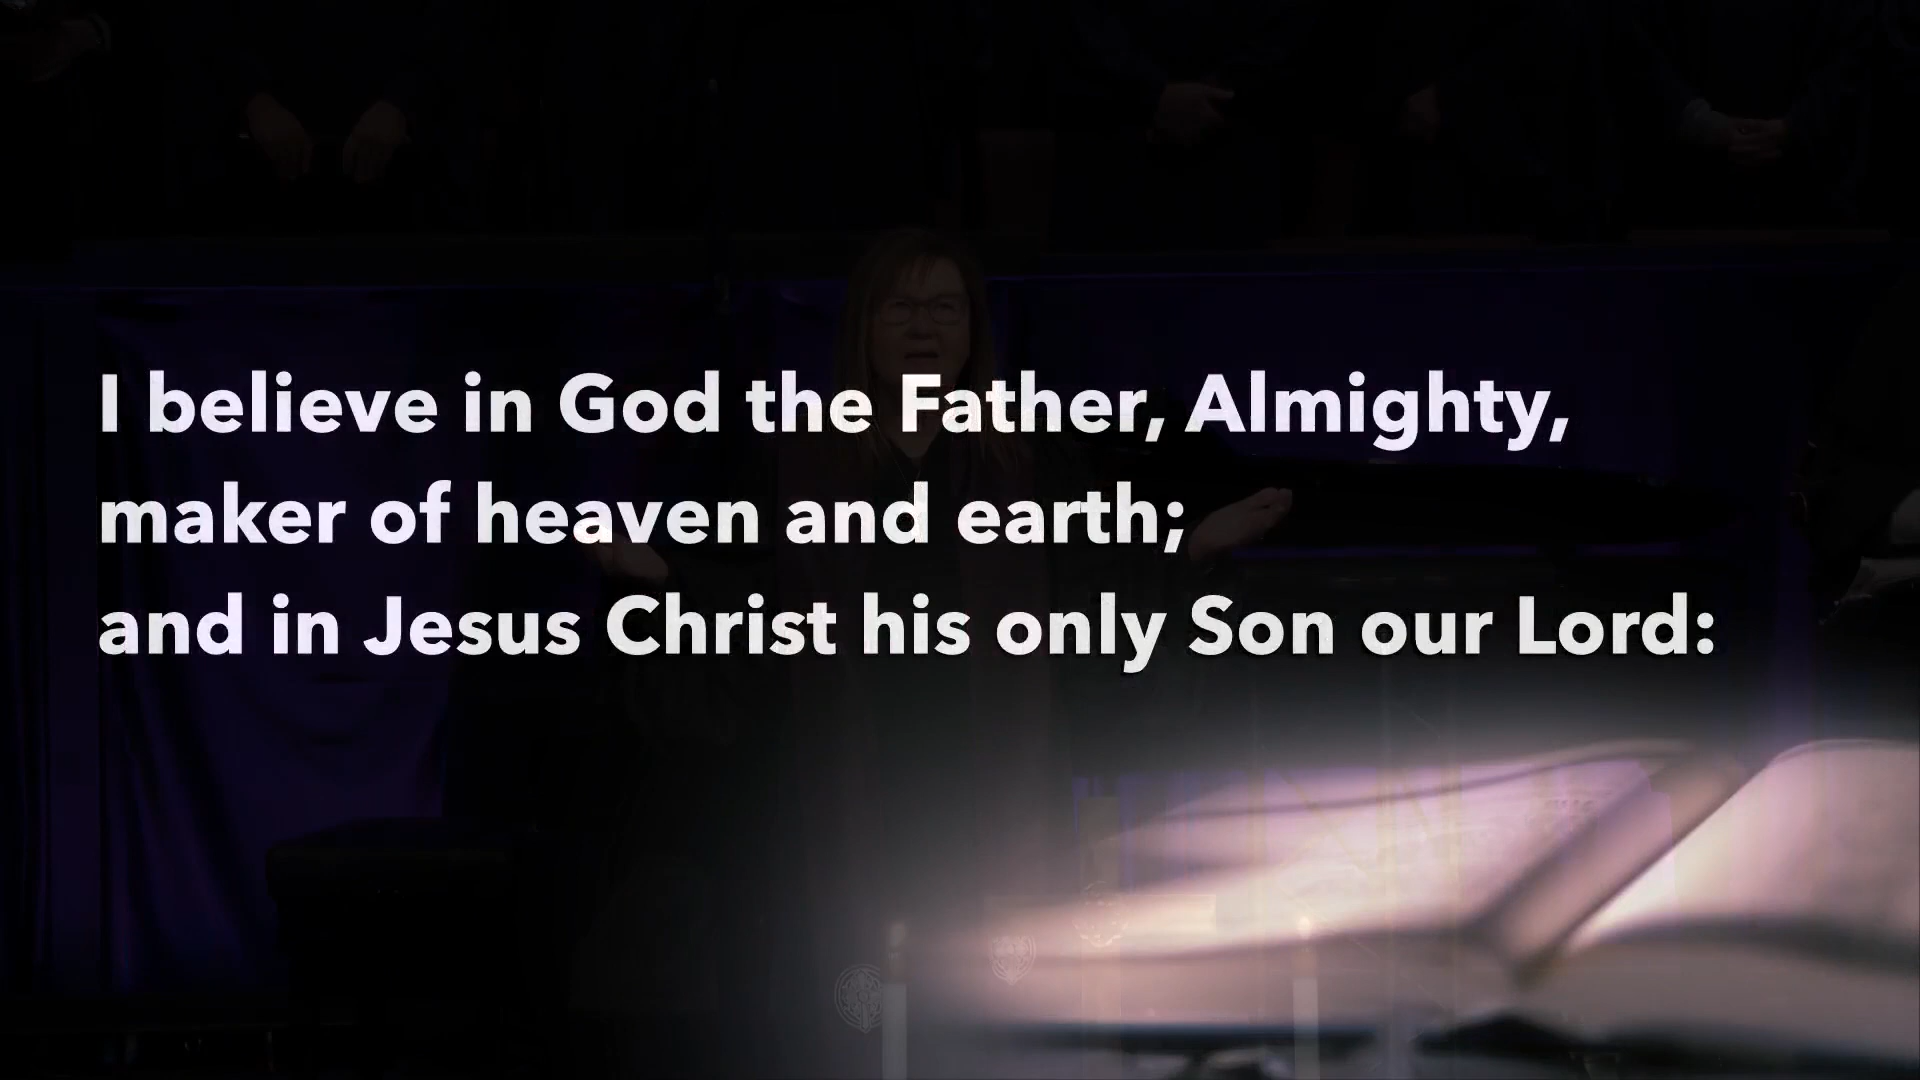 I believe in God the Father, Almighty,
maker of heaven and earth;
and in Jesus Christ his only Son our Lord: